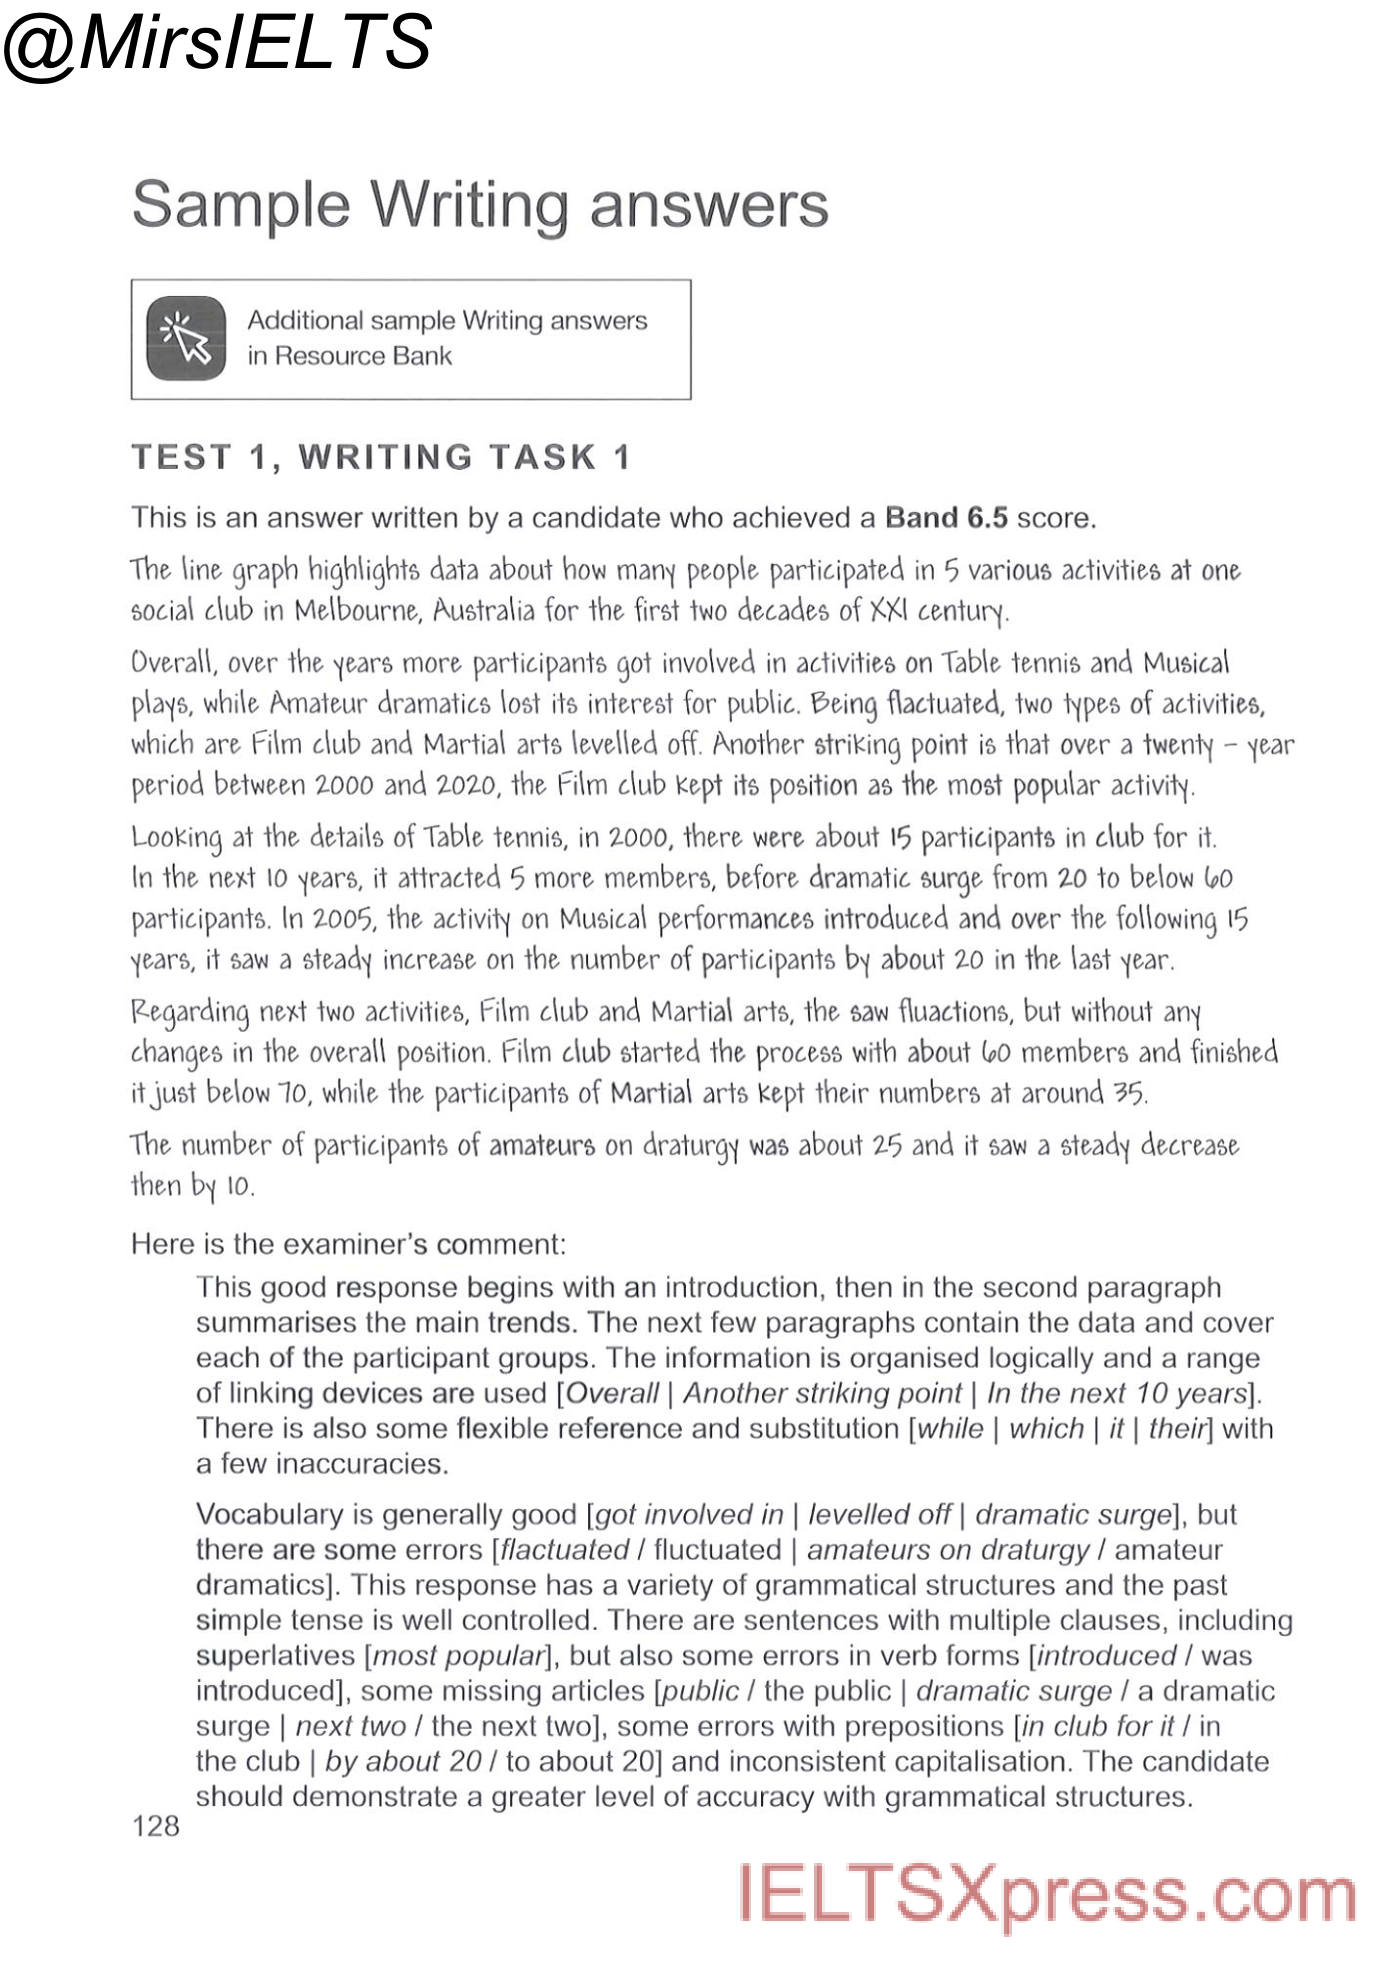 @MirsIELTS
Sample Writing answers
Additional sample Writing answers
in Resource Bank
TEST 1, WRITING TASK 1
This is an answer written by a candidate who achieved a Band 6.5 score.
The line graph highlights data about how many people participated in 5 various activities at one
social club in Melbourne, Australia for the first two decades of XXI century.
Overall, over the years more participants got involved in activities on Table tennis and Musical
plays, while Amateur dramatics lost its interest for public. Being flactuated, two types of activities,
which are Film club and Martial arts levelled off. Another striking point is that over a twenty – year
period between 2000 and 2020, the Film club kept its position as the most popular activity.
Looking at the details of Table tennis, in 2000, there were about 15 participants in club for it.
In the next 10 years, it attracted 5 more members, before dramatic surge from 20 to below 60
participants. In 2005, the activity on Musical performances introduced and over the following 15
years, it saw a steady increase on the number of participants by about 20 in the last year.
Regarding next two activities, Film club and Martial arts, the saw fluactions, but without any
changes in the overall position. Film club started the process with about 60 members and finished
it just below 70, while the participants of Martial arts kept their numbers at around 35.
The number of participants of amateurs on draturgy was about 25 and it saw a steady decrease
then by 10.
Here is the examiner's comment:
This good response begins with an introduction, then in the second paragraph
summarises the main trends. The next few paragraphs contain the data and cover
each of the participant groups. The information is organised logically and a range
of linking devices are used [Overall | Another striking point | In the next 10 years].
There is also some flexible reference and substitution [while | which | it | their] with
a few inaccuracies.
Vocabulary is generally good [got involved in | levelled off | dramatic surge], but
there are some errors [flactuated / fluctuated | amateurs on draturgy / amateur
dramatics]. This response has a variety of grammatical structures and the past
simple tense is well controlled. There are sentences with multiple clauses, including
superlatives [most popular], but also some errors in verb forms [introduced / was
introduced], some missing articles [public / the public | dramatic surge / a dramatic
surge | next two / the next two], some errors with prepositions [in club for it / in
the club | by about 20 / to about 20] and inconsistent capitalisation. The candidate
should demonstrate a greater level of accuracy with grammatical structures.
128
IELTSXpress.com